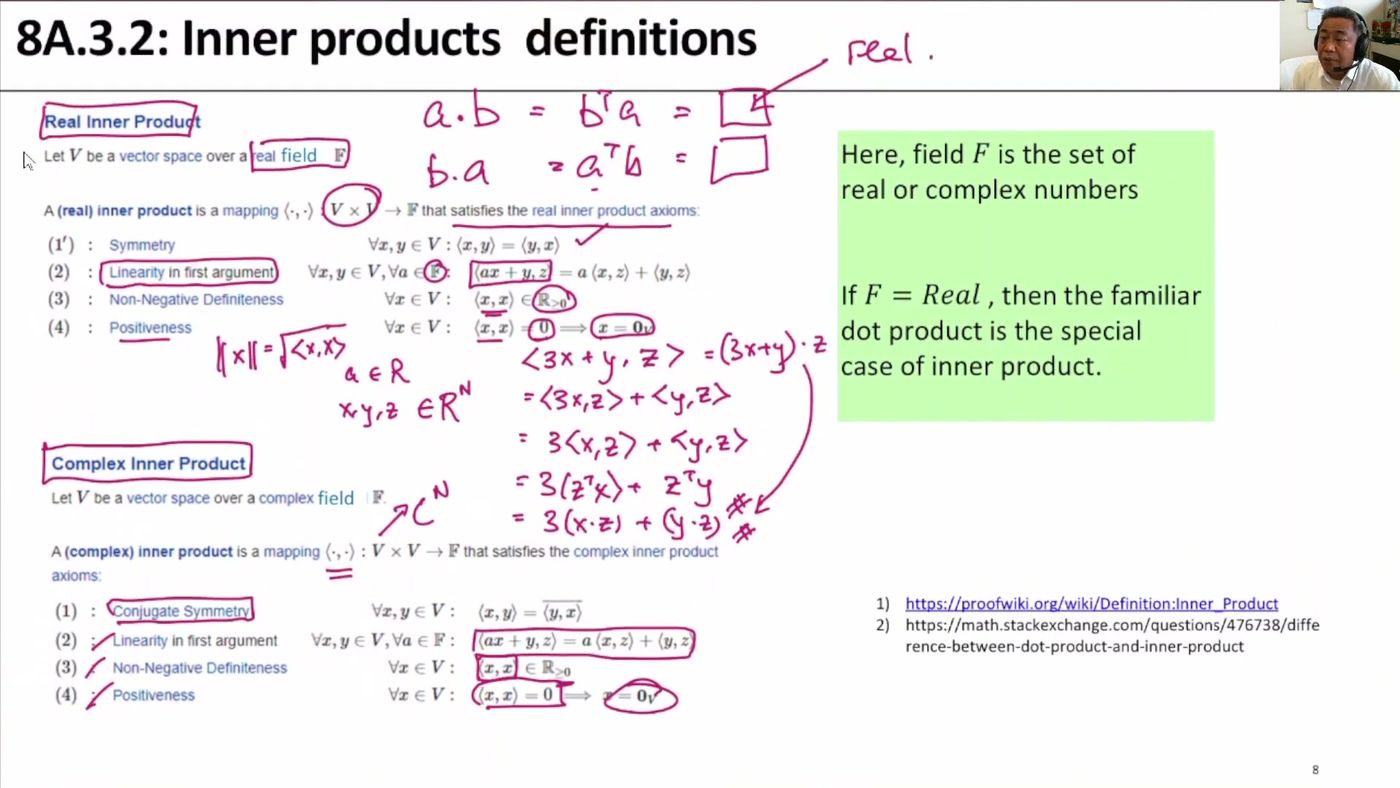 8A.3.2: Inner products definitions
real.
a.b = bᵀa = □
b.a = aᵀb = □
Real Inner Product
Let V be a vector space over a real field 𝔽
A (real) inner product is a mapping ⟨·,·⟩ : V × V → 𝔽 that satisfies the real inner product axioms:
(1′) : Symmetry ∀x, y ∈ V : ⟨x, y⟩ = ⟨y, x⟩
(2) : Linearity in first argument ∀x, y ∈ V, ∀a ∈ 𝔽 : ⟨ax + y, z⟩ = a ⟨x, z⟩ + ⟨y, z⟩
(3) : Non-Negative Definiteness ∀x ∈ V : ⟨x, x⟩ ∈ ℝ≥0
(4) : Positiveness ∀x ∈ V : ⟨x, x⟩ = 0 ⟹ x = 0V
||x|| = √<x,x>
a ∈ R
x,y,z ∈ Rᴺ
<3x + y, z> = (3x+y)·z
= <3x,z> + <y,z>
= 3<x,z> + <y,z>
= 3(zᵀx) + zᵀy
= 3(x·z) + (y·z) #
#
Here, field F is the set of
real or complex numbers
If F = Real , then the familiar
dot product is the special
case of inner product.
Complex Inner Product
Let V be a vector space over a complex field 𝔽.
Cᴺ
A (complex) inner product is a mapping ⟨·,·⟩ : V × V → 𝔽 that satisfies the complex inner product
axioms:
(1) : Conjugate Symmetry ∀x, y ∈ V : ⟨x, y⟩ = \overline{⟨y, x⟩}
(2) : Linearity in first argument ∀x, y ∈ V, ∀a ∈ 𝔽 : ⟨ax + y, z⟩ = a ⟨x, z⟩ + ⟨y, z⟩
(3) : Non-Negative Definiteness ∀x ∈ V : ⟨x, x⟩ ∈ ℝ≥0
(4) : Positiveness ∀x ∈ V : ⟨x, x⟩ = 0 ⟹ x = 0V
1) https://proofwiki.org/wiki/Definition:Inner_Product
2) https://math.stackexchange.com/questions/476738/diffe
rence-between-dot-product-and-inner-product
8